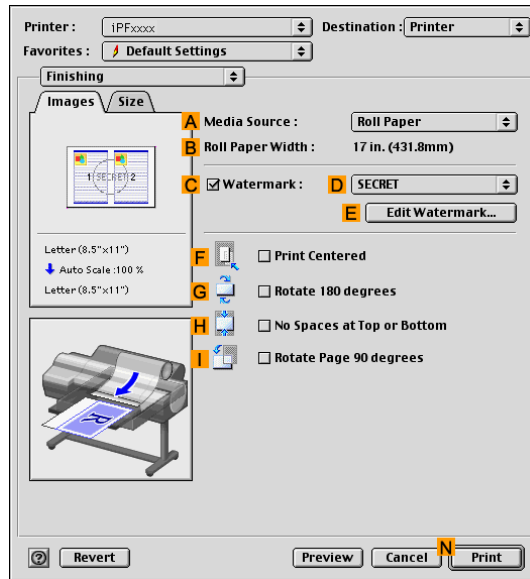 Printer : iPFxxxx Destination : Printer
Favorites : Default Settings
Finishing
Images Size
A Media Source : Roll Paper
B Roll Paper Width : 17 in. (431.8mm)
1 SECRET 2
C Watermark : D SECRET
E Edit Watermark...
Letter (8.5"x11")
Auto Scale :100 %
Letter (8.5"x11")
F Print Centered
G Rotate 180 degrees
H No Spaces at Top or Bottom
I Rotate Page 90 degrees
R
? Revert Preview Cancel N Print